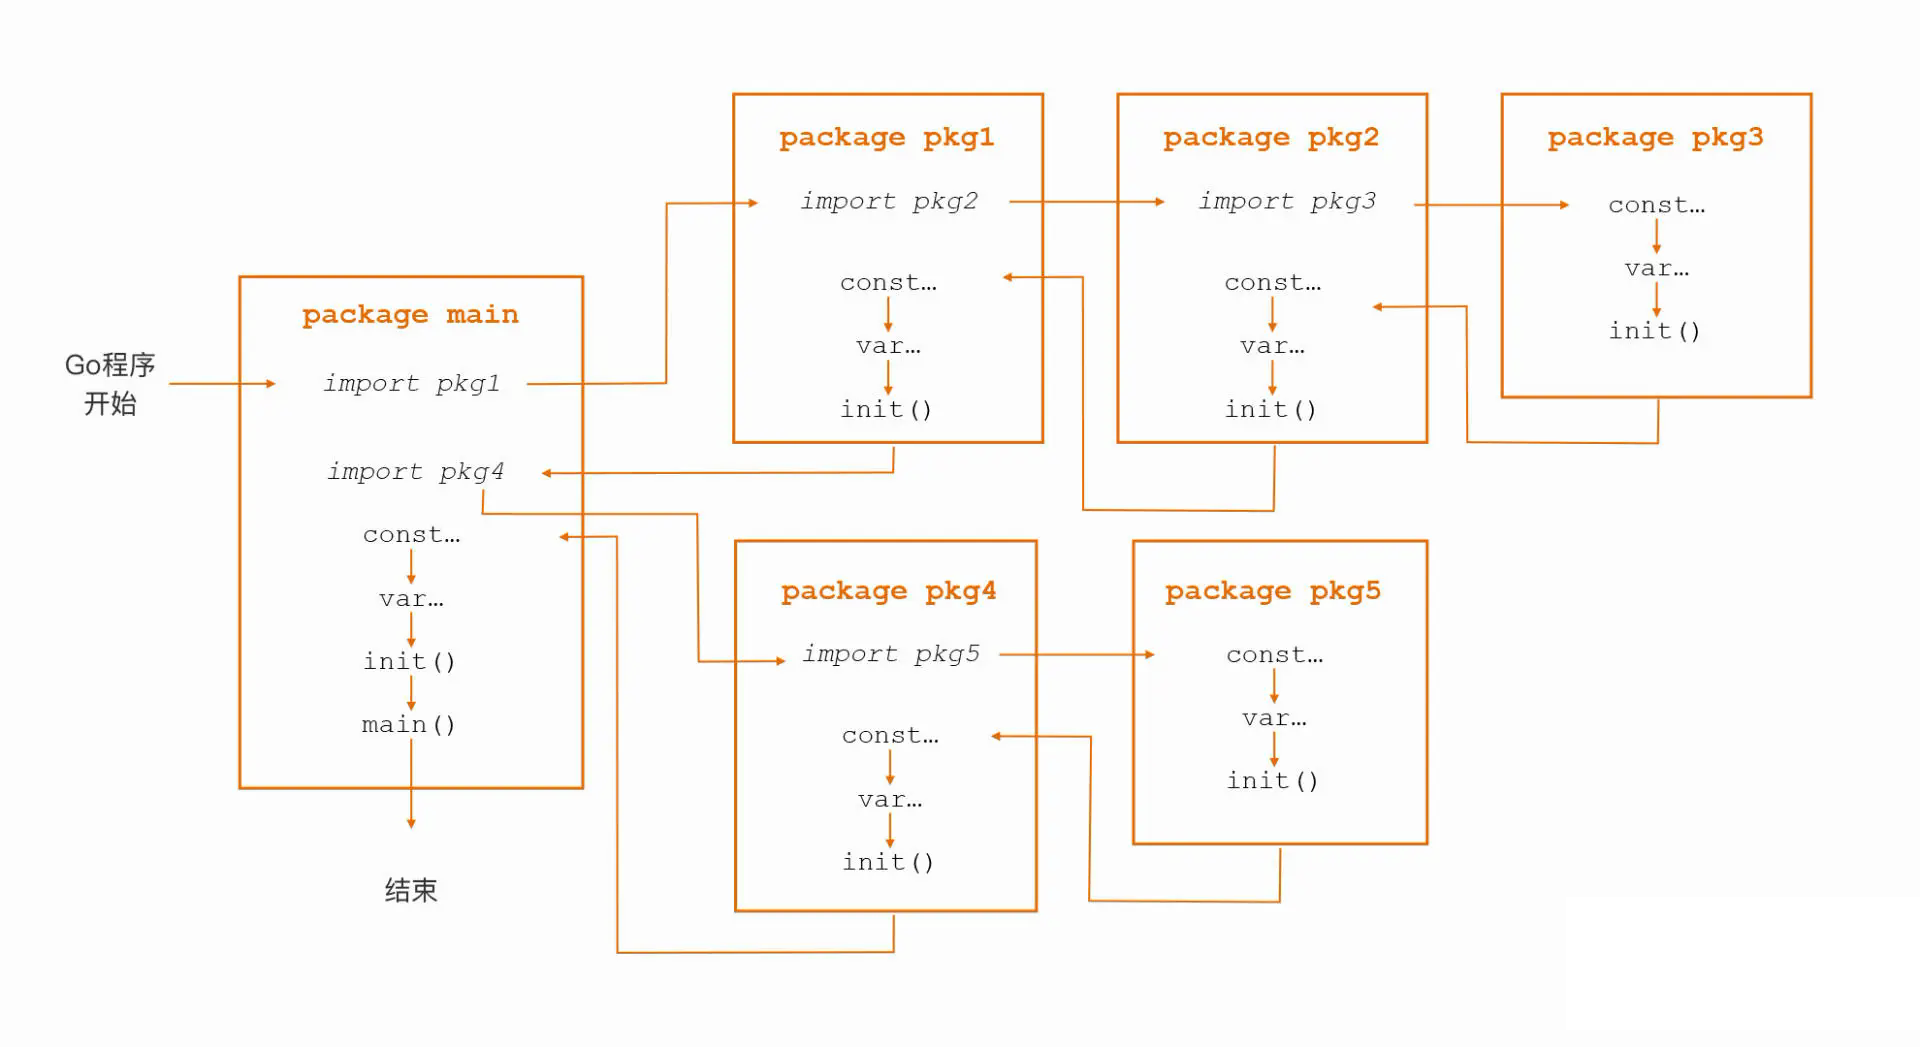 Go程序
开始
package main
import pkg1
import pkg4
const…
var…
init()
main()
结束
package pkg1
import pkg2
const…
var…
init()
package pkg2
import pkg3
const…
var…
init()
package pkg3
const…
var…
init()
package pkg4
import pkg5
const…
var…
init()
package pkg5
const…
var…
init()